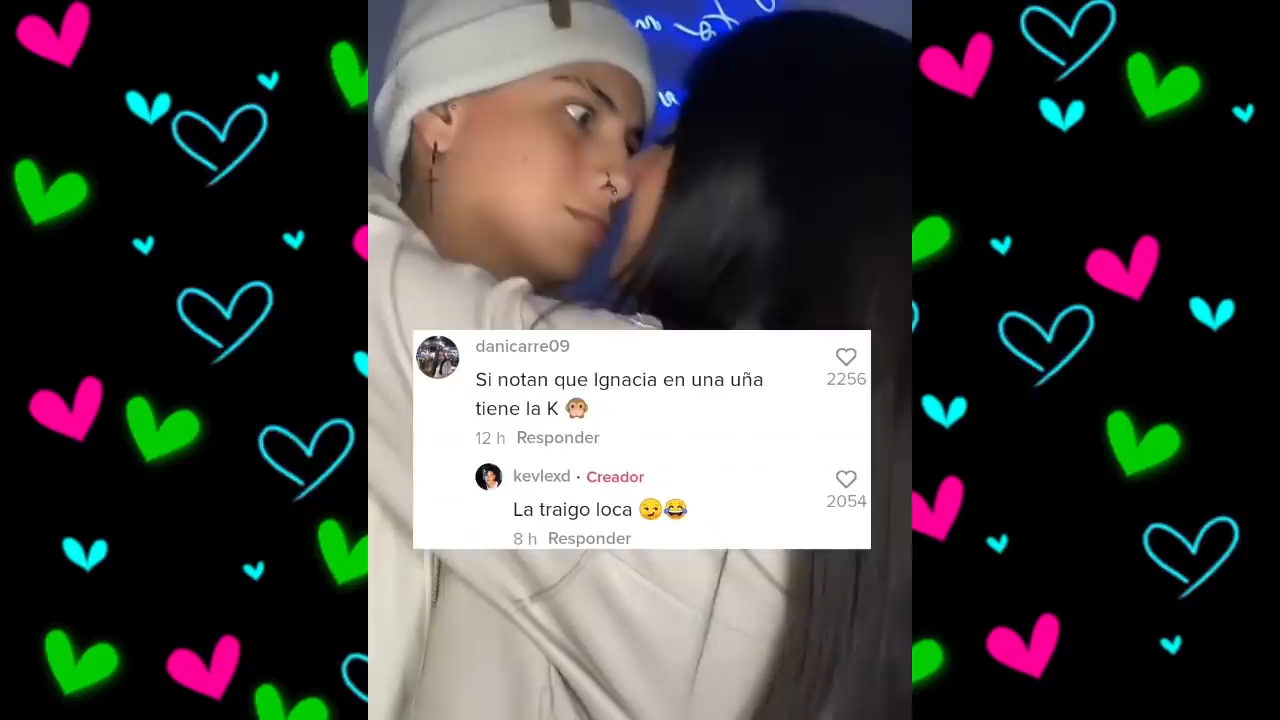 danicarre09
2256
Si notan que Ignacia en una uña
tiene la K 🙊
12 h Responder
kevlexd · Creador
2054
La traigo loca 😏😂
8 h Responder